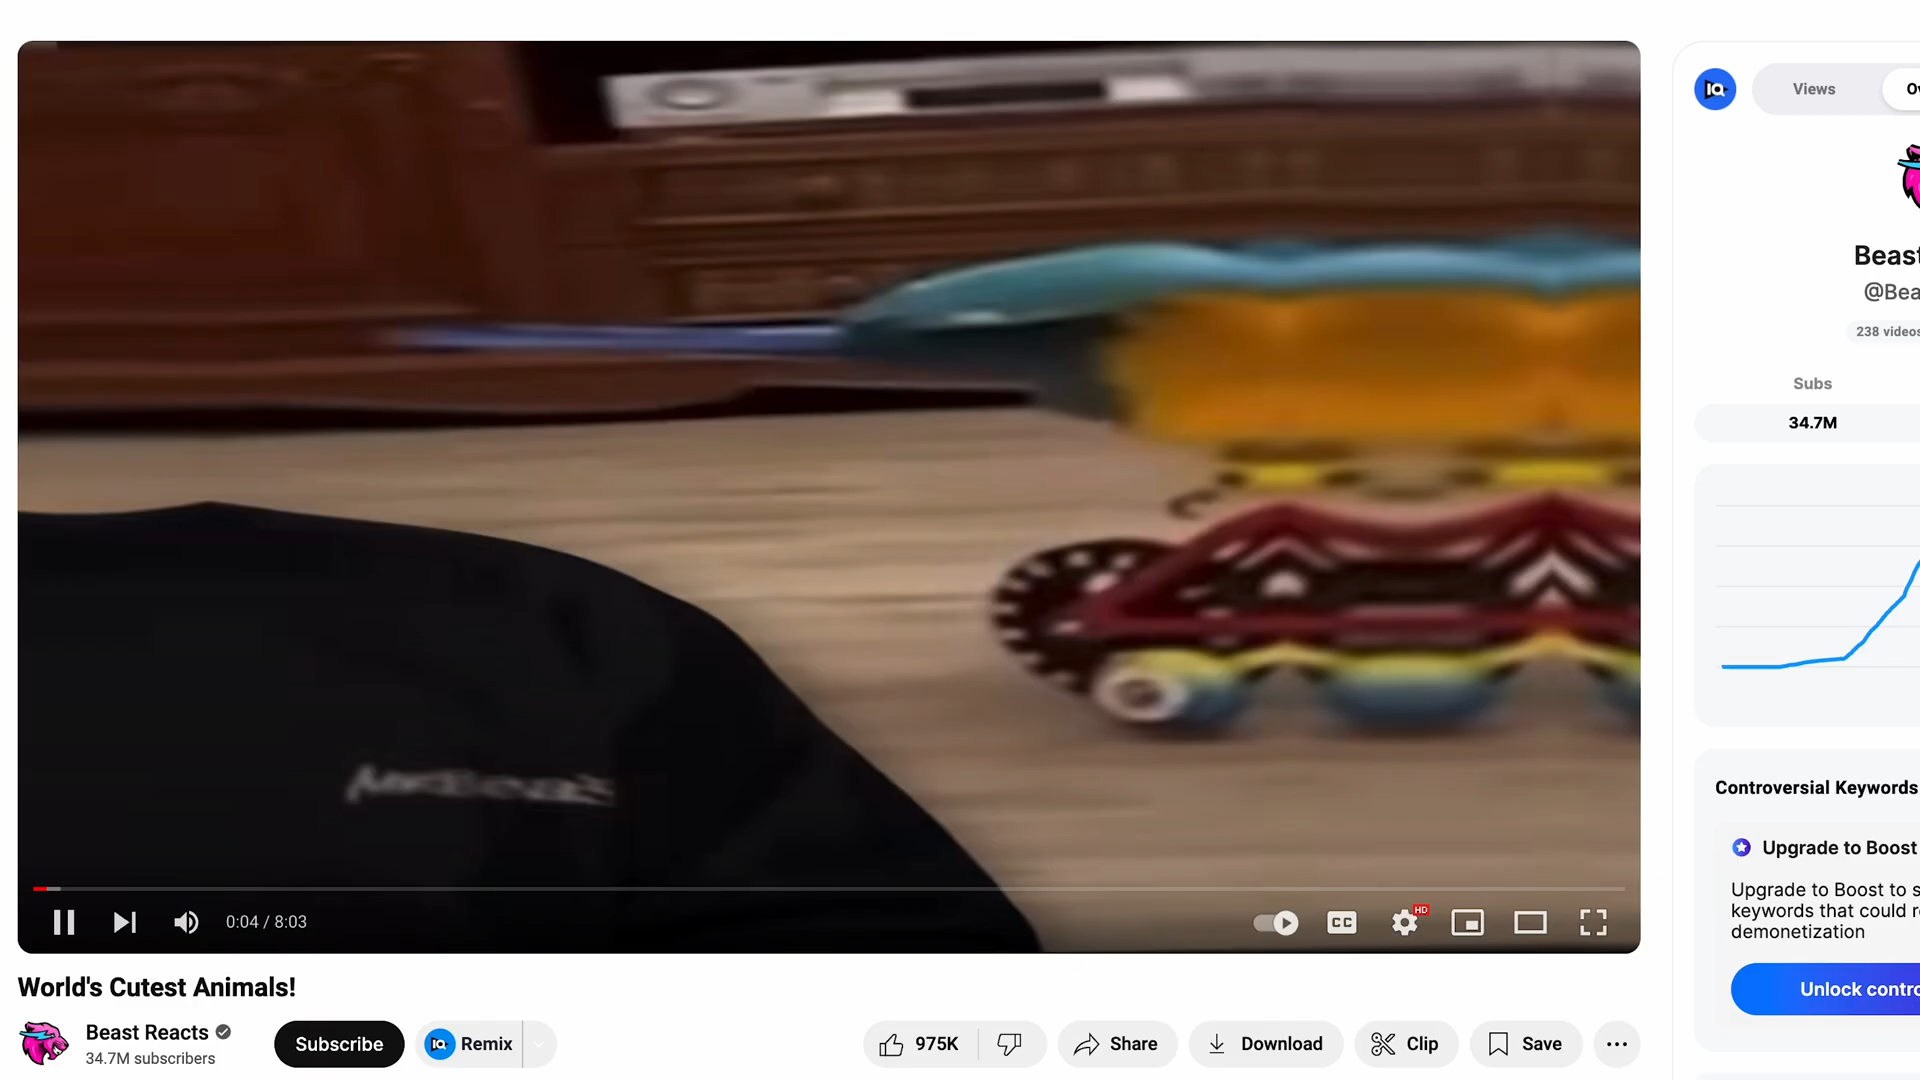 Views
Beast
@Bea
238 videos
Subs
34.7M
Controversial Keywords
Upgrade to Boost
Upgrade to Boost to s
keywords that could r
demonetization
Unlock contro
0:04 / 8:03
CC
HD
World's Cutest Animals!
Beast Reacts
34.7M subscribers
Subscribe
Remix
975K
Share
Download
Clip
Save